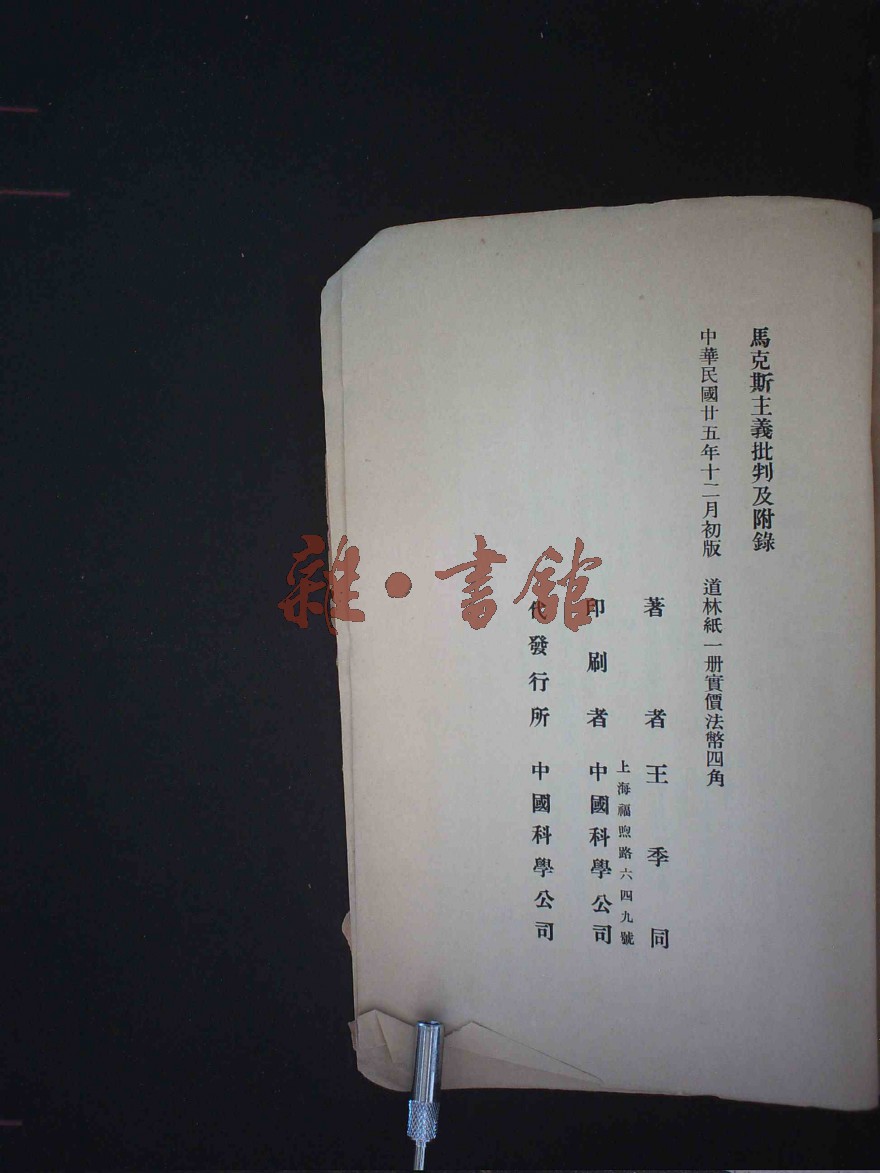 馬克斯主義批判及附錄
中華民國廿五年十二月初版 道林紙一册實價法幣四角
著者 王季同
上海福煦路六四九號
印刷者 中國科學公司
代發行所 中國科學公司
雜·書館